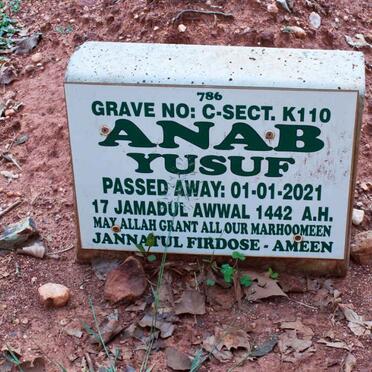 786
GRAVE NO: C-SECT. K110
ANAB
YUSUF
PASSED AWAY: 01-01-2021
17 JAMADUL AWWAL 1442 A.H.
MAY ALLAH GRANT ALL OUR MARHOOMEEN
JANNATUL FIRDOSE - AMEEN